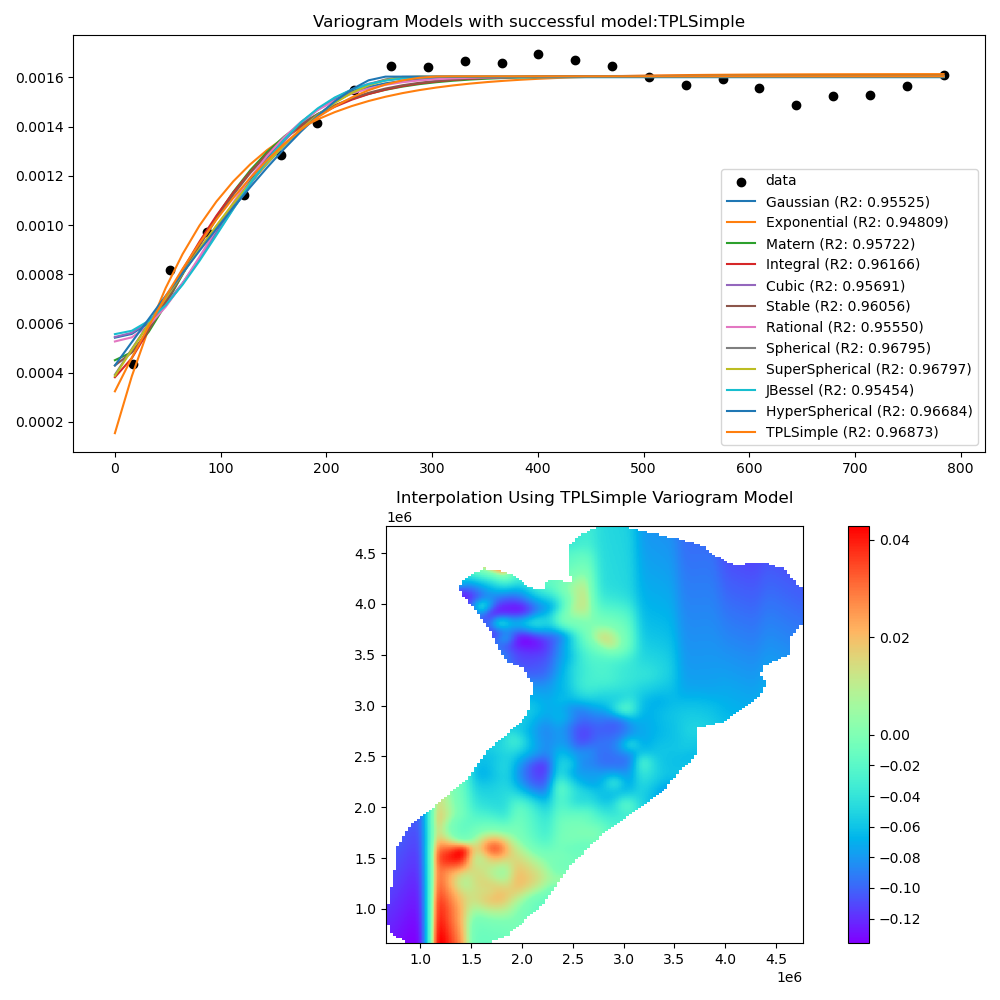 Variogram Models with successful model:TPLSimple
0.0016
0.0014
0.0012
0.0010
0.0008
0.0006
0.0004
0.0002
data
Gaussian (R2: 0.95525)
Exponential (R2: 0.94809)
Matern (R2: 0.95722)
Integral (R2: 0.96166)
Cubic (R2: 0.95691)
Stable (R2: 0.96056)
Rational (R2: 0.95550)
Spherical (R2: 0.96795)
SuperSpherical (R2: 0.96797)
JBessel (R2: 0.95454)
HyperSpherical (R2: 0.96684)
TPLSimple (R2: 0.96873)
0 100 200 300 400 500 600 700 800
Interpolation Using TPLSimple Variogram Model
1e6
4.5
4.0
3.5
3.0
2.5
2.0
1.5
1.0
1.0 1.5 2.0 2.5 3.0 3.5 4.0 4.5
1e6
0.04
0.02
0.00
−0.02
−0.04
−0.06
−0.08
−0.10
−0.12